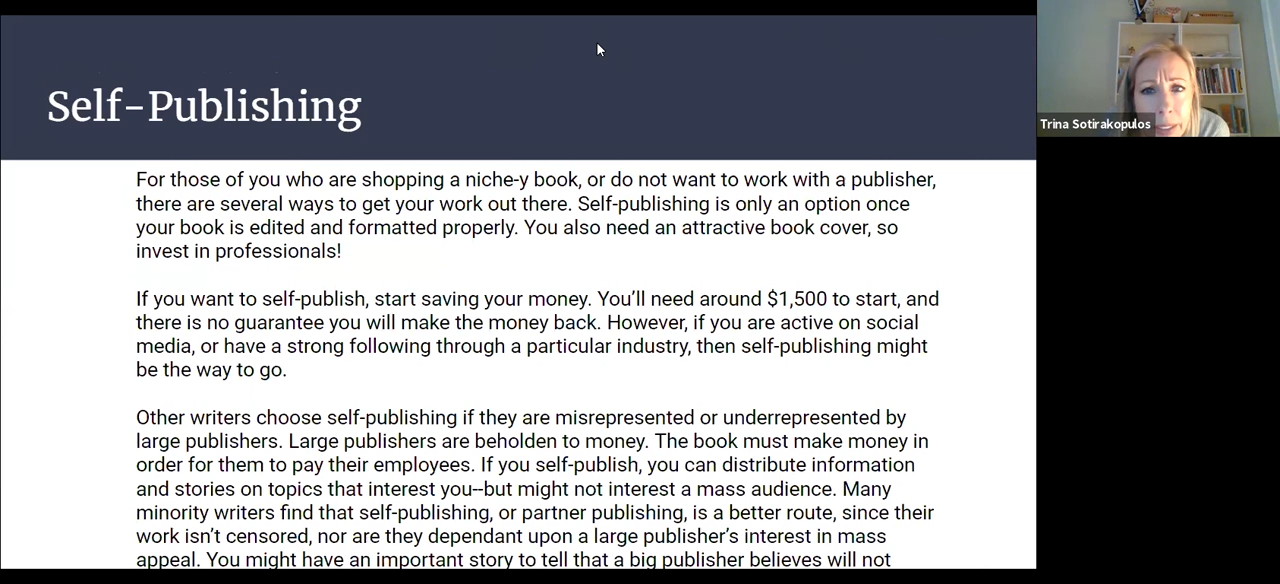 Self-Publishing
Trina Sotirakopulos
For those of you who are shopping a niche-y book, or do not want to work with a publisher,
there are several ways to get your work out there. Self-publishing is only an option once
your book is edited and formatted properly. You also need an attractive book cover, so
invest in professionals!
If you want to self-publish, start saving your money. You’ll need around $1,500 to start, and
there is no guarantee you will make the money back. However, if you are active on social
media, or have a strong following through a particular industry, then self-publishing might
be the way to go.
Other writers choose self-publishing if they are misrepresented or underrepresented by
large publishers. Large publishers are beholden to money. The book must make money in
order for them to pay their employees. If you self-publish, you can distribute information
and stories on topics that interest you--but might not interest a mass audience. Many
minority writers find that self-publishing, or partner publishing, is a better route, since their
work isn’t censored, nor are they dependant upon a large publisher’s interest in mass
appeal. You might have an important story to tell that a big publisher believes will not